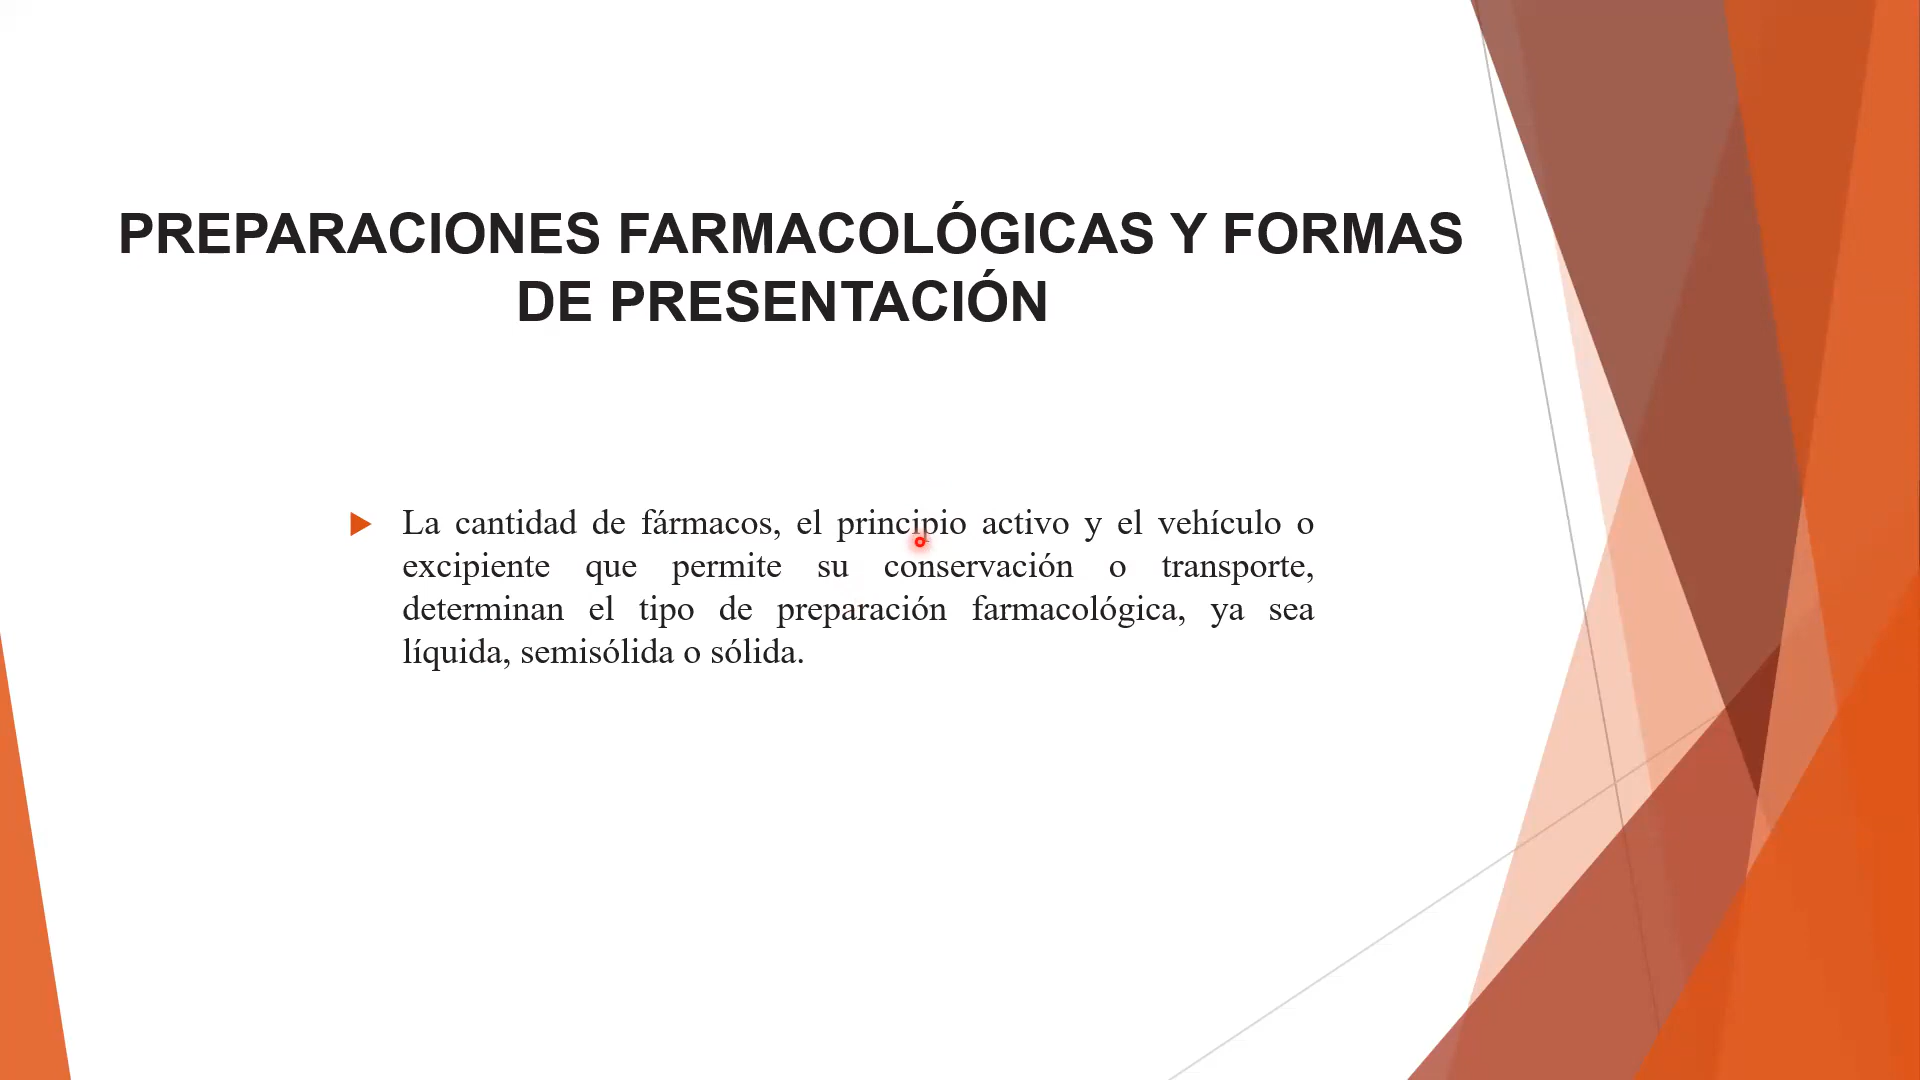 PREPARACIONES FARMACOLÓGICAS Y FORMAS
DE PRESENTACIÓN
La cantidad de fármacos, el principio activo y el vehículo o
excipiente que permite su conservación o transporte,
determinan el tipo de preparación farmacológica, ya sea
líquida, semisólida o sólida.